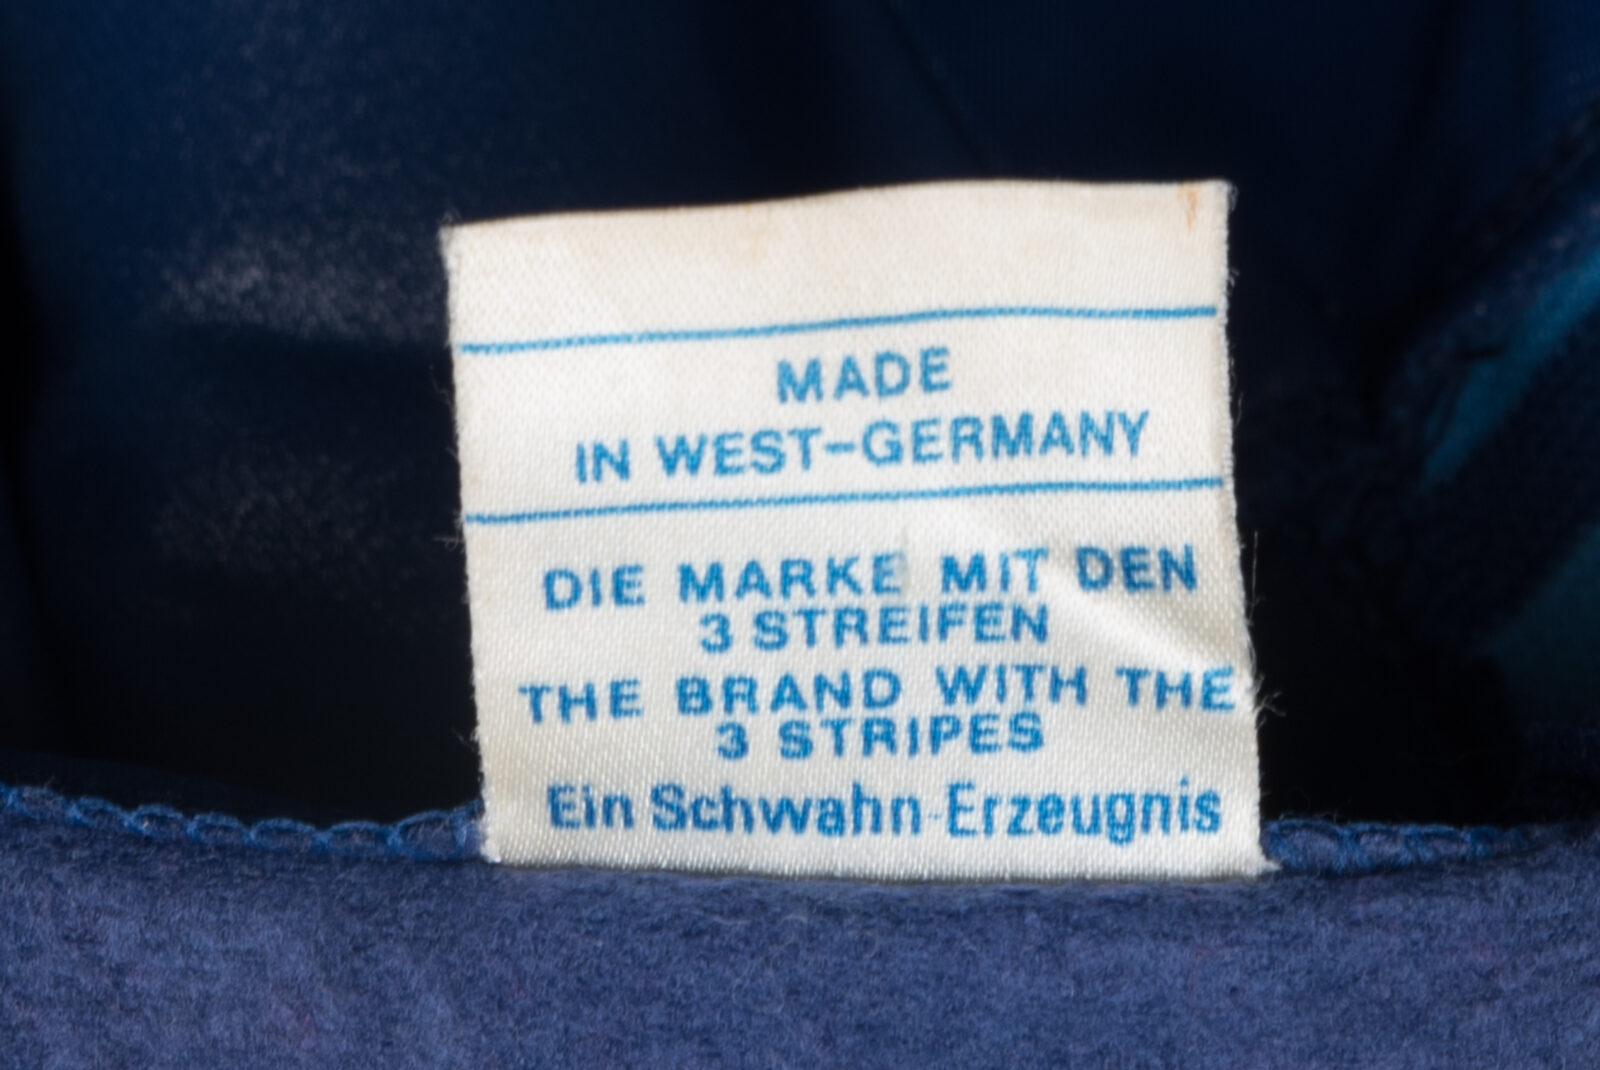 MADE
IN WEST-GERMANY
DIE MARKE MIT DEN
3 STREIFEN
THE BRAND WITH THE
3 STRIPES
Ein Schwahn-Erzeugnis